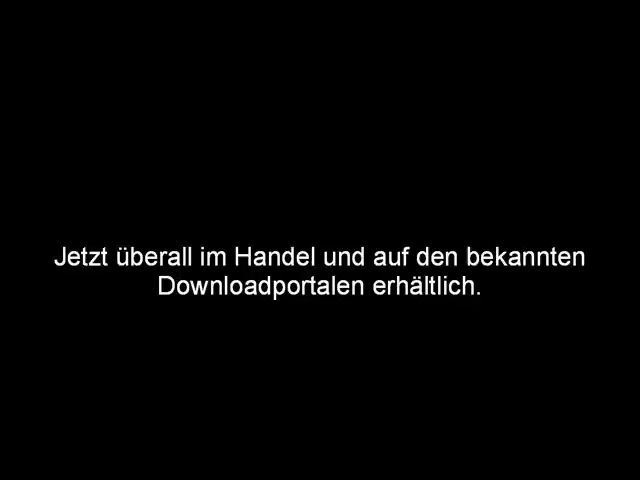 Jetzt überall im Handel und auf den bekannten
Downloadportalen erhältlich.